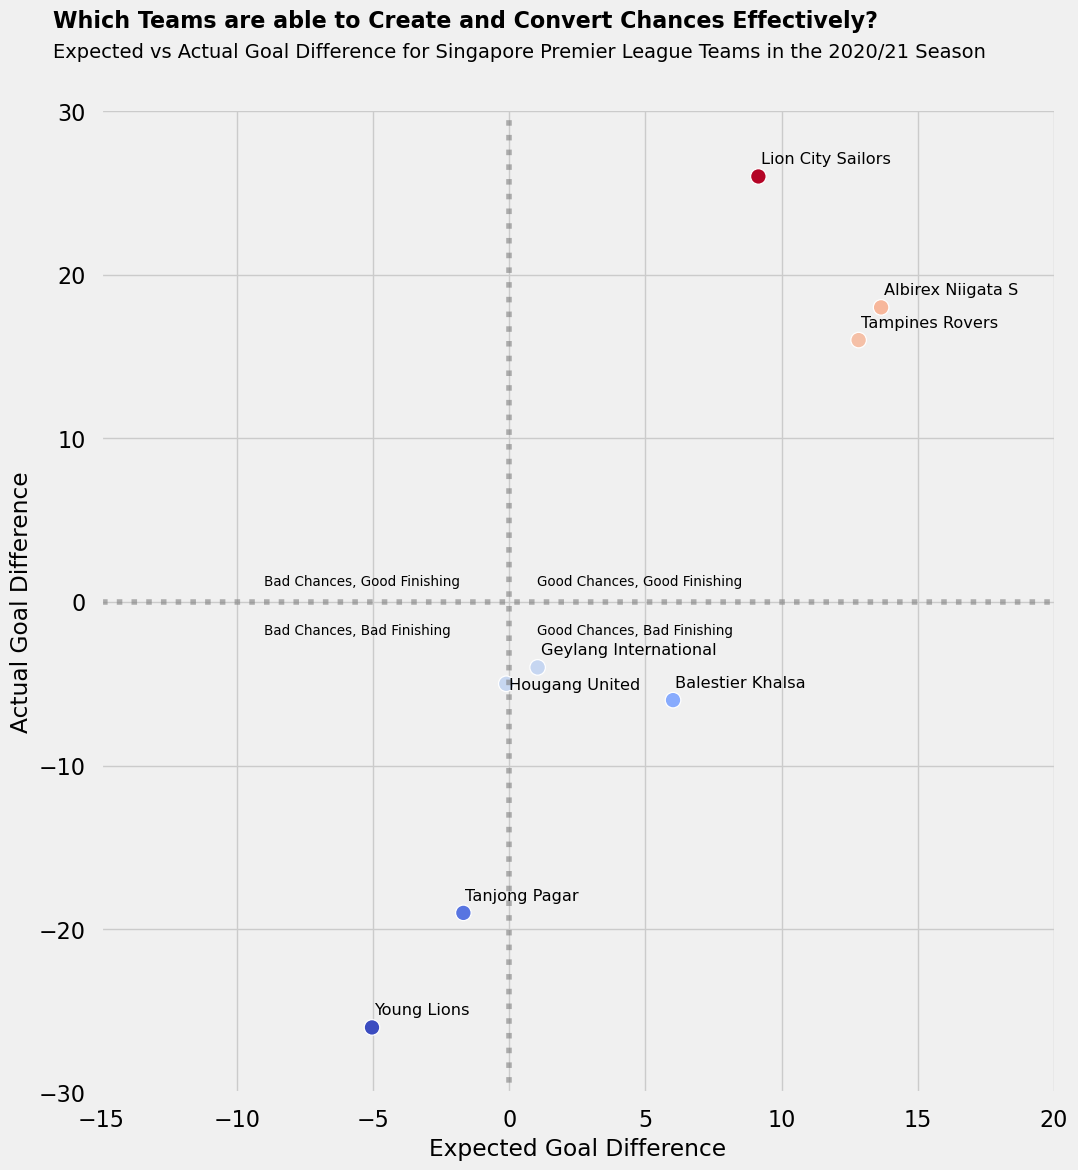 Which Teams are able to Create and Convert Chances Effectively?
Expected vs Actual Goal Difference for Singapore Premier League Teams in the 2020/21 Season
30
Lion City Sailors
20
Albirex Niigata S
Tampines Rovers
10
Actual Goal Difference
Bad Chances, Good Finishing
Good Chances, Good Finishing
0
Bad Chances, Bad Finishing
Good Chances, Bad Finishing
Geylang International
Hougang United
Balestier Khalsa
−10
Tanjong Pagar
−20
Young Lions
−30
−15 −10 −5 0 5 10 15 20
Expected Goal Difference